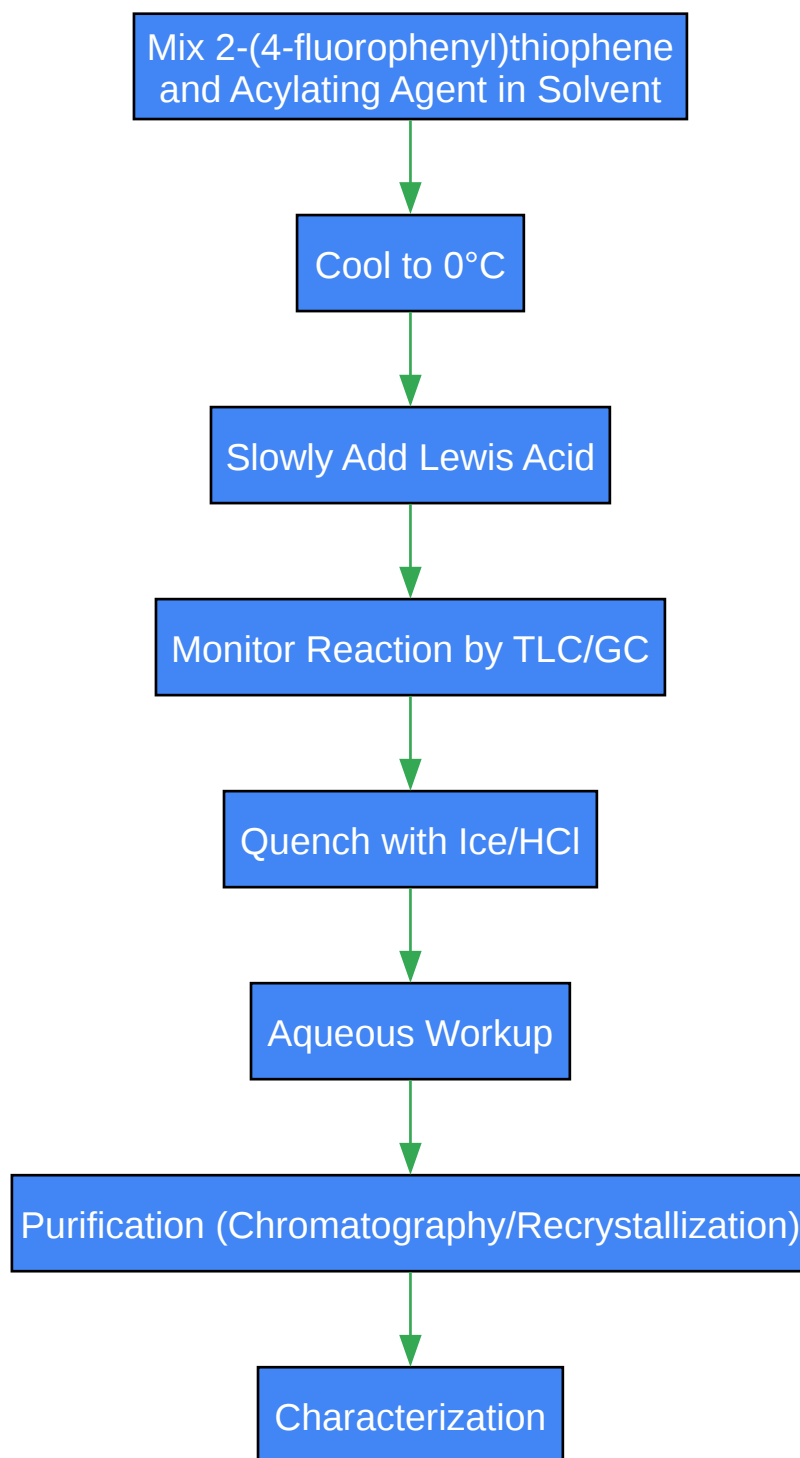 Mix 2-(4-fluorophenyl)thiophene
and Acylating Agent in Solvent
Cool to 0°C
Slowly Add Lewis Acid
Monitor Reaction by TLC/GC
Quench with Ice/HCl
Aqueous Workup
Purification (Chromatography/Recrystallization)
Characterization